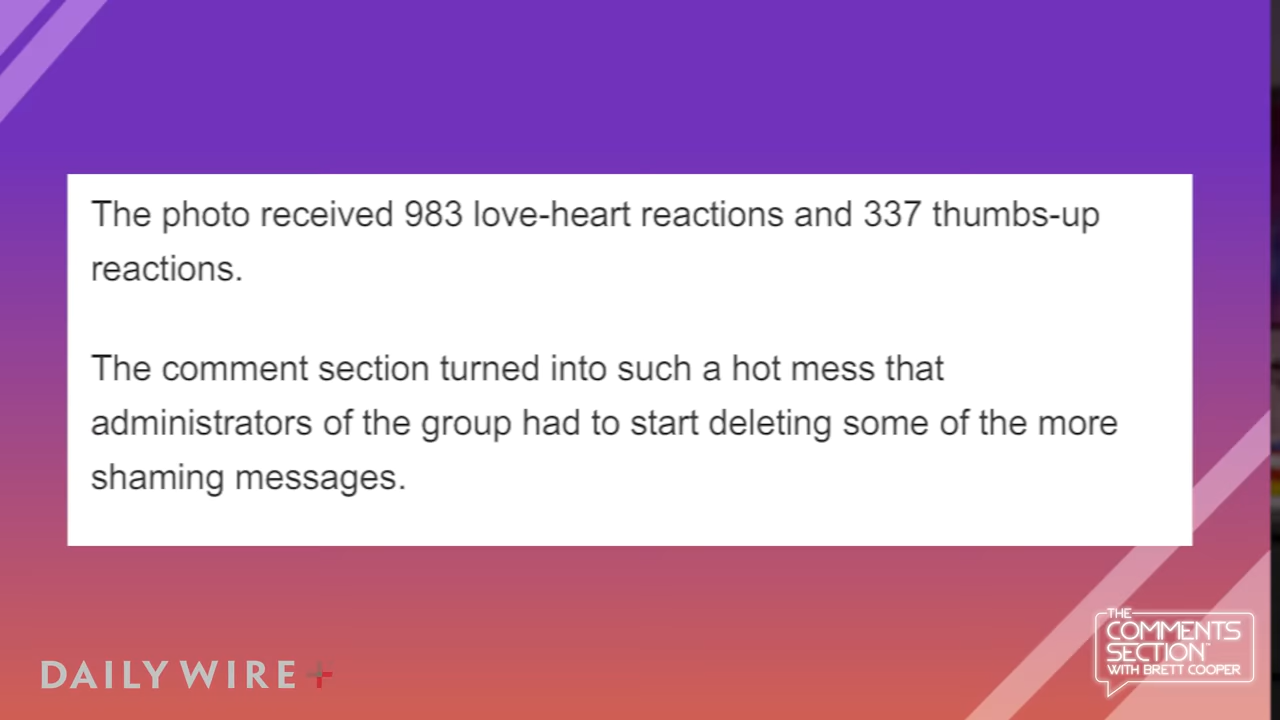 The photo received 983 love-heart reactions and 337 thumbs-up
reactions.
The comment section turned into such a hot mess that
administrators of the group had to start deleting some of the more
shaming messages.
DAILY WIRE +
THE
COMMENTS
SECTION™
WITH BRETT COOPER